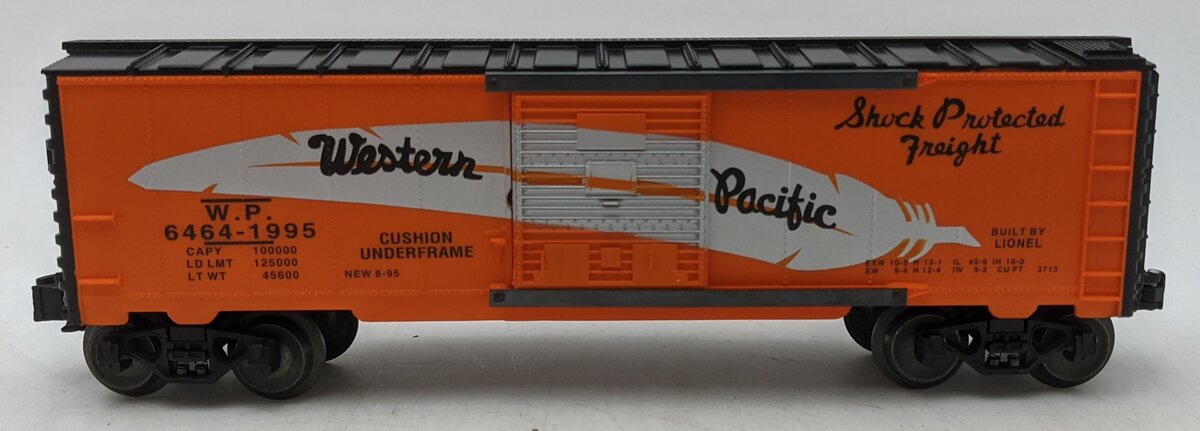 Western
Pacific
Shock Protected
Freight
W.P.
6464-1995
CAPY 100000
LD LMT 125000
LT WT 45600
CUSHION
UNDERFRAME
NEW 8-95
BUILT BY
LIONEL
EXW 10-5 H 13-1 IL 40-6 IH 10-0
EW 9-4 H 12-4 IW 9-2 CU FT 3713